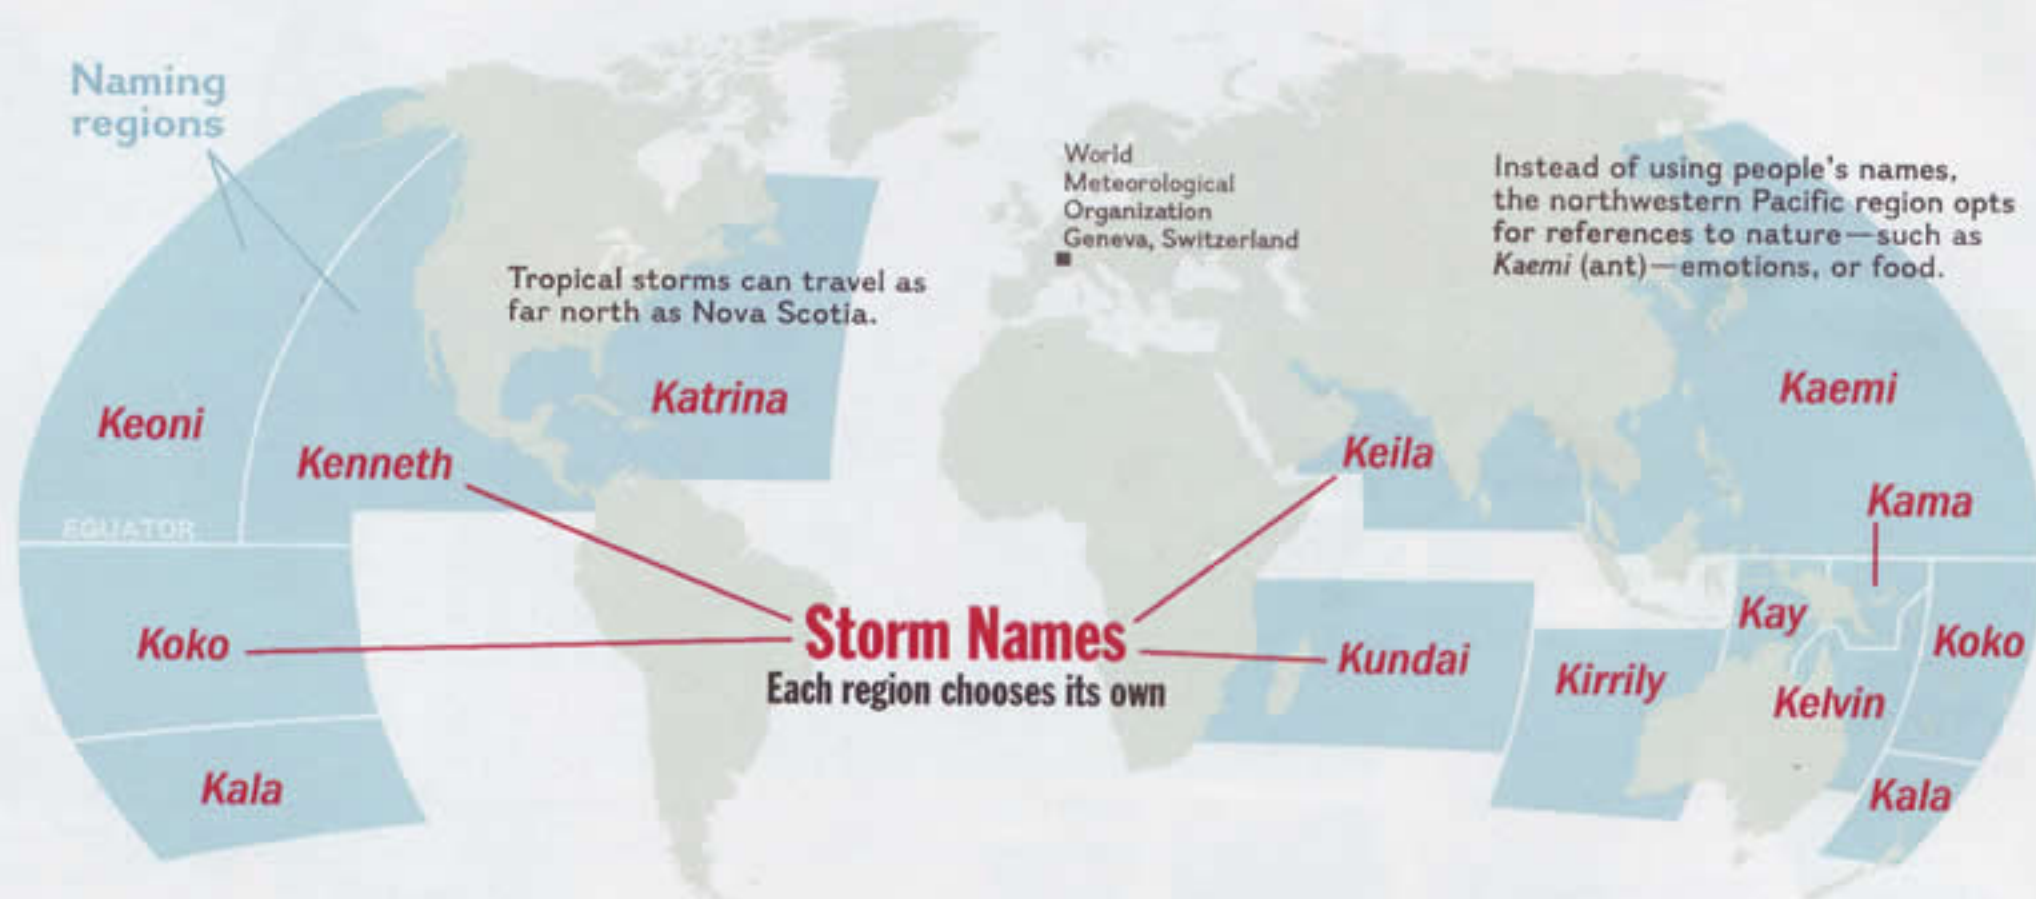 Naming
regions
World
Meteorological
Organization
Geneva, Switzerland
Instead of using people's names,
the northwestern Pacific region opts
for references to nature—such as
Kaemi (ant)—emotions, or food.
Tropical storms can travel as
far north as Nova Scotia.
Keoni
Kenneth
Katrina
Keila
Kaemi
Kama
EQUATOR
Koko
Storm Names
Each region chooses its own
Kundai
Kirrily
Kay
Koko
Kelvin
Kala
Kala